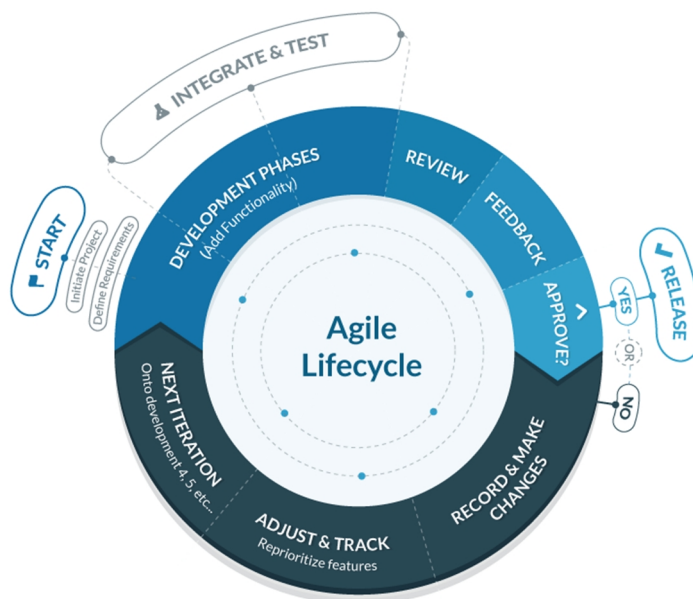 INTEGRATE & TEST
START
Initiate Project
Define Requirements
DEVELOPMENT PHASES
(Add Functionality)
REVIEW
FEEDBACK
APPROVE?
YES
OR
NO
RELEASE
RECORD & MAKE
CHANGES
ADJUST & TRACK
Reprioritize features
NEXT ITERATION
Onto development 4, 5, etc...
Agile
Lifecycle